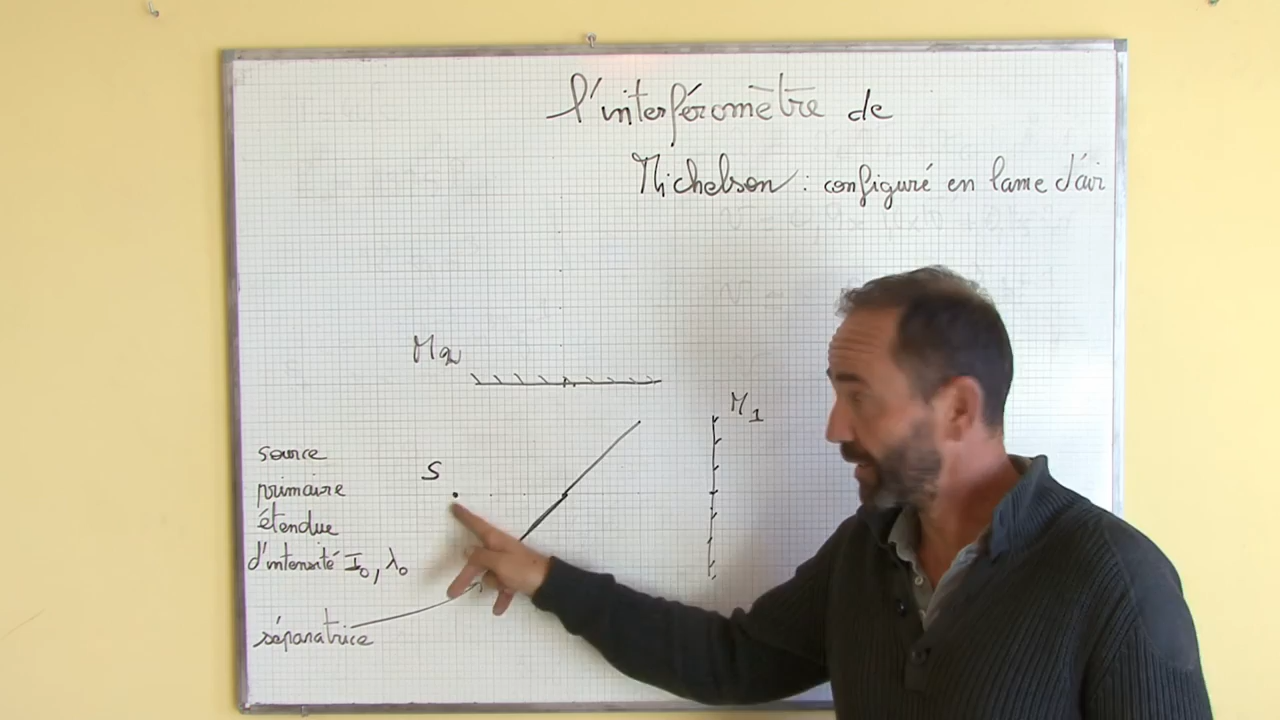 l'interféromètre de
Michelson : configuré en lame d'air
M2
M1
S
source
primaire
étendue
d'intensité I₀, λ₀
séparatrice